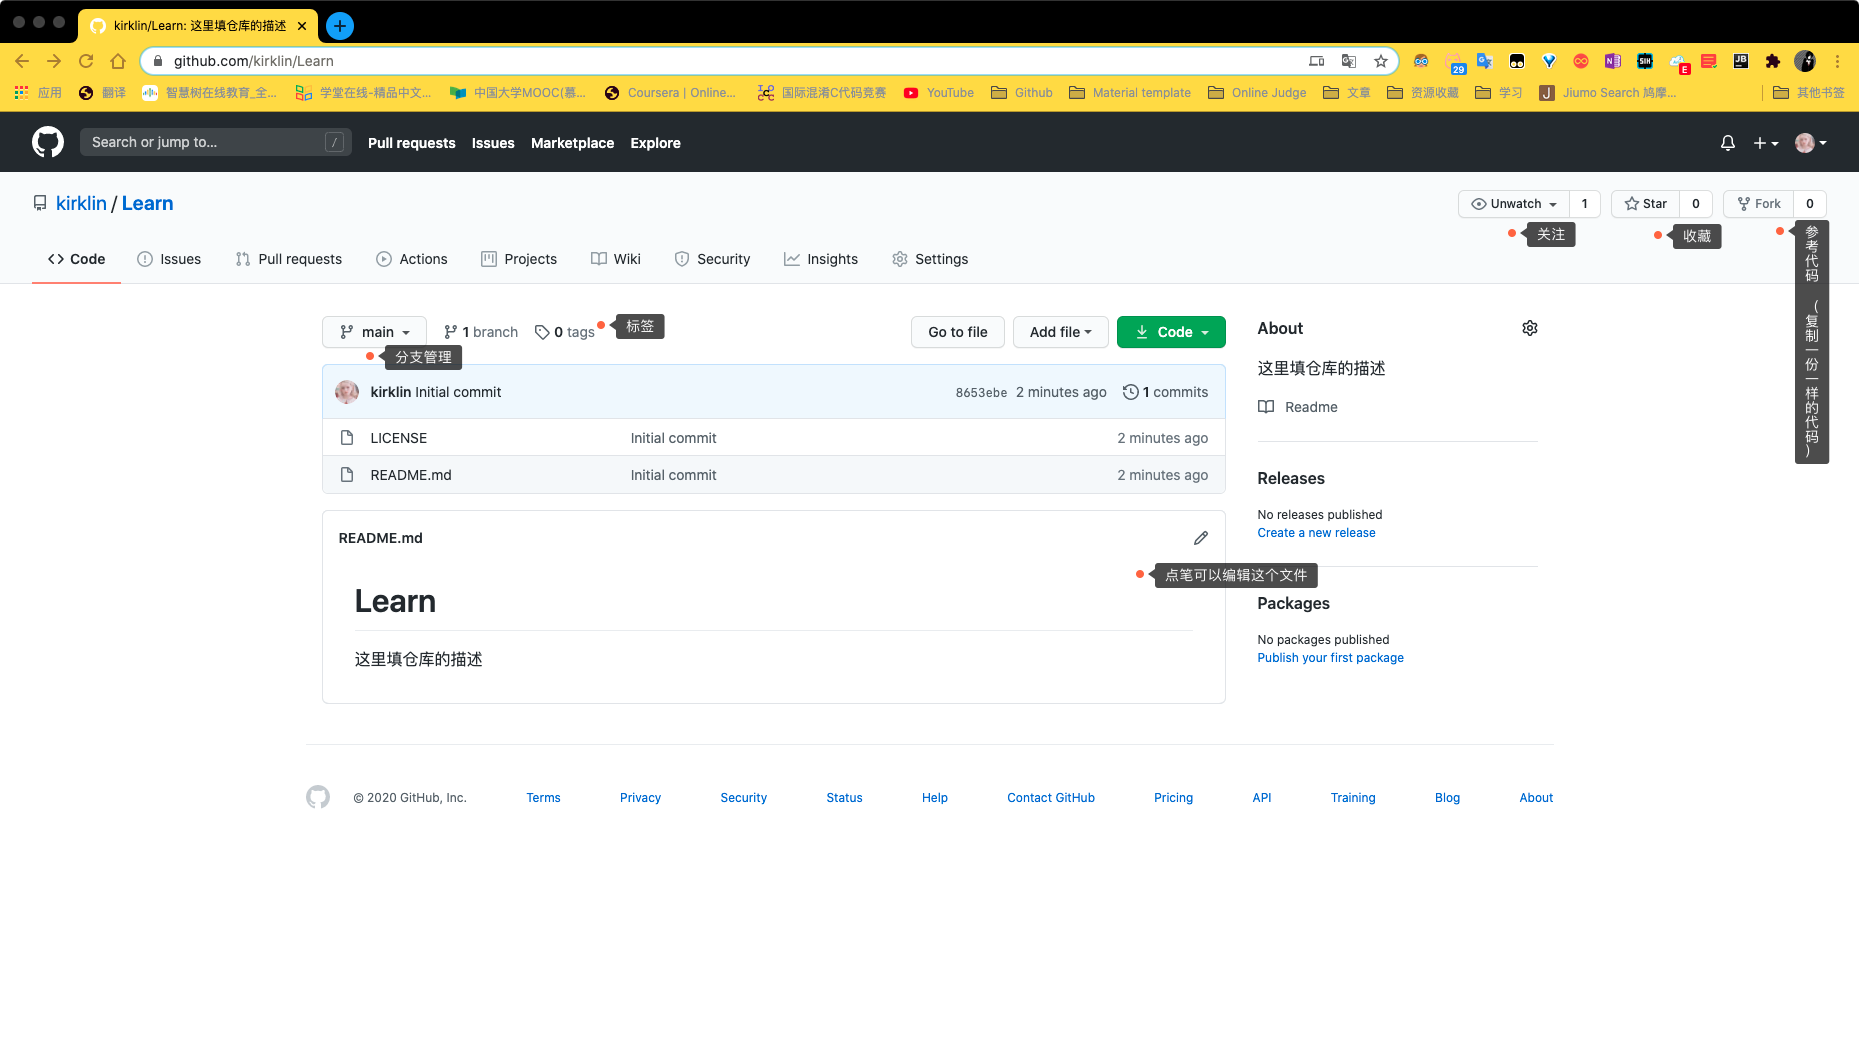 kirklin/Learn: 这里填仓库的描述
github.com/kirklin/Learn
29
E
应用 翻译 智慧树在线教育_全... 学堂在线-精品中文... 中国大学MOOC(慕... Coursera | Online... 国际混淆C代码竞赛 YouTube Github Material template Online Judge 文章 资源收藏 学习 Jiumo Search 鸠摩... 其他书签
Search or jump to... / Pull requests Issues Marketplace Explore
kirklin / Learn
Unwatch 1 Star 0 Fork 0
关注 收藏
参考代码 （复制一份一样的代码）
Code Issues Pull requests Actions Projects Wiki Security Insights Settings
main 1 branch 0 tags 标签 Go to file Add file Code
分支管理
kirklin Initial commit 8653ebe 2 minutes ago 1 commits
LICENSE Initial commit 2 minutes ago
README.md Initial commit 2 minutes ago
README.md
点笔可以编辑这个文件
Learn
这里填仓库的描述
About
这里填仓库的描述
Readme
Releases
No releases published
Create a new release
Packages
No packages published
Publish your first package
© 2020 GitHub, Inc. Terms Privacy Security Status Help Contact GitHub Pricing API Training Blog About